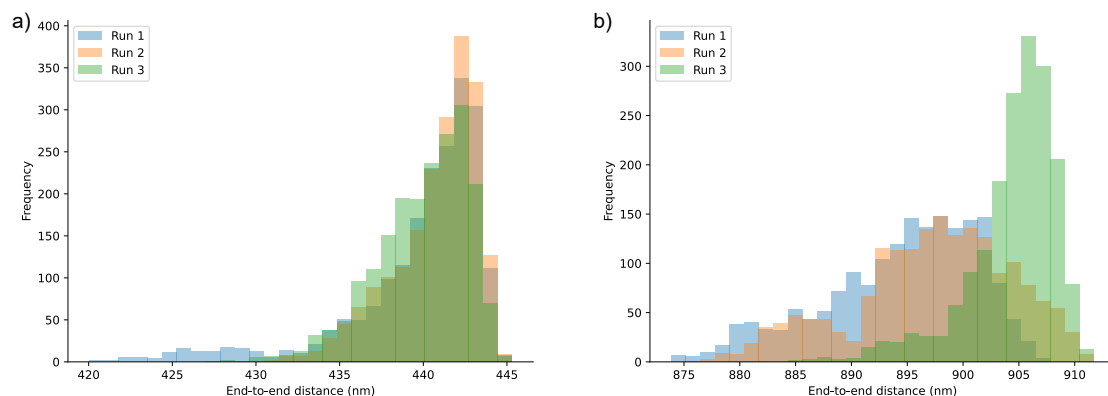 a)
Run 1
Run 2
Run 3
400
350
300
250
200
150
100
50
0
Frequency
420 425 430 435 440 445
End-to-end distance (nm)
b)
Run 1
Run 2
Run 3
300
250
200
150
100
50
0
Frequency
875 880 885 890 895 900 905 910
End-to-end distance (nm)